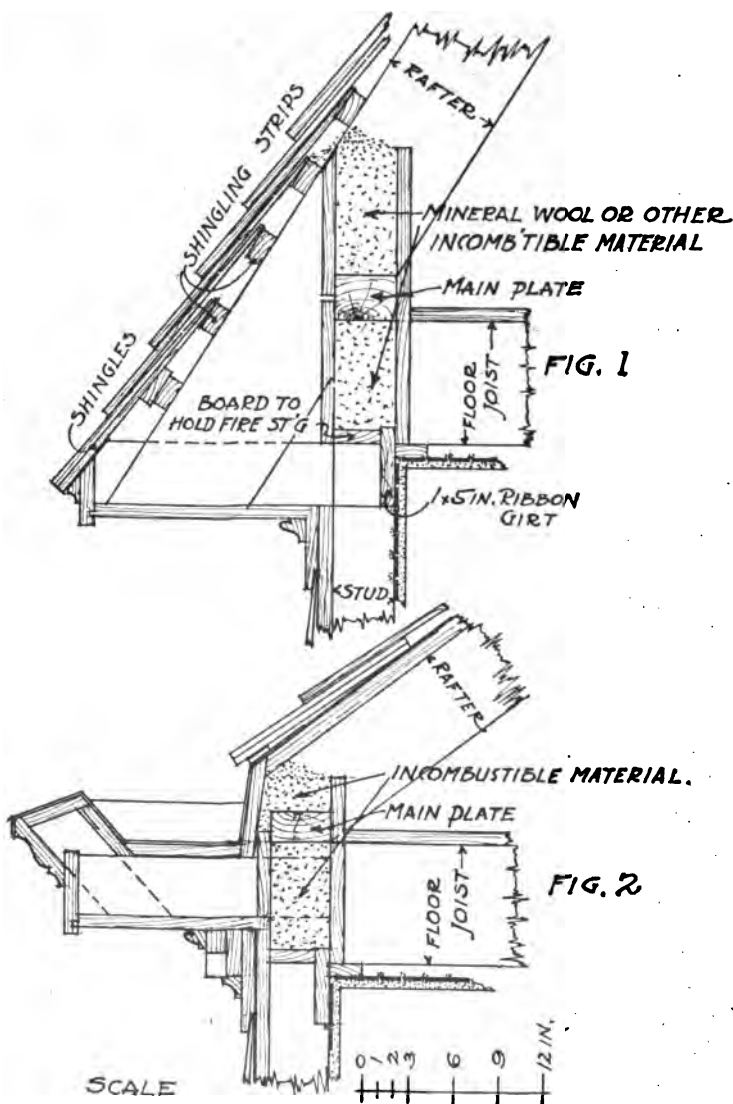 RAFTER
SHINGLING STRIPS
MINERAL WOOL OR OTHER
INCOMB'TIBLE MATERIAL
MAIN PLATE
FIG. 1
SHINGLES
BOARD TO
HOLD FIRE ST'G
FLOOR
JOIST
1x5 IN. RIBBON
GIRT
STUD
RAFTER
INCOMBUSTIBLE MATERIAL.
MAIN PLATE
FIG. 2
FLOOR
JOIST
SCALE
0 1 2 3 6 9 12 IN.